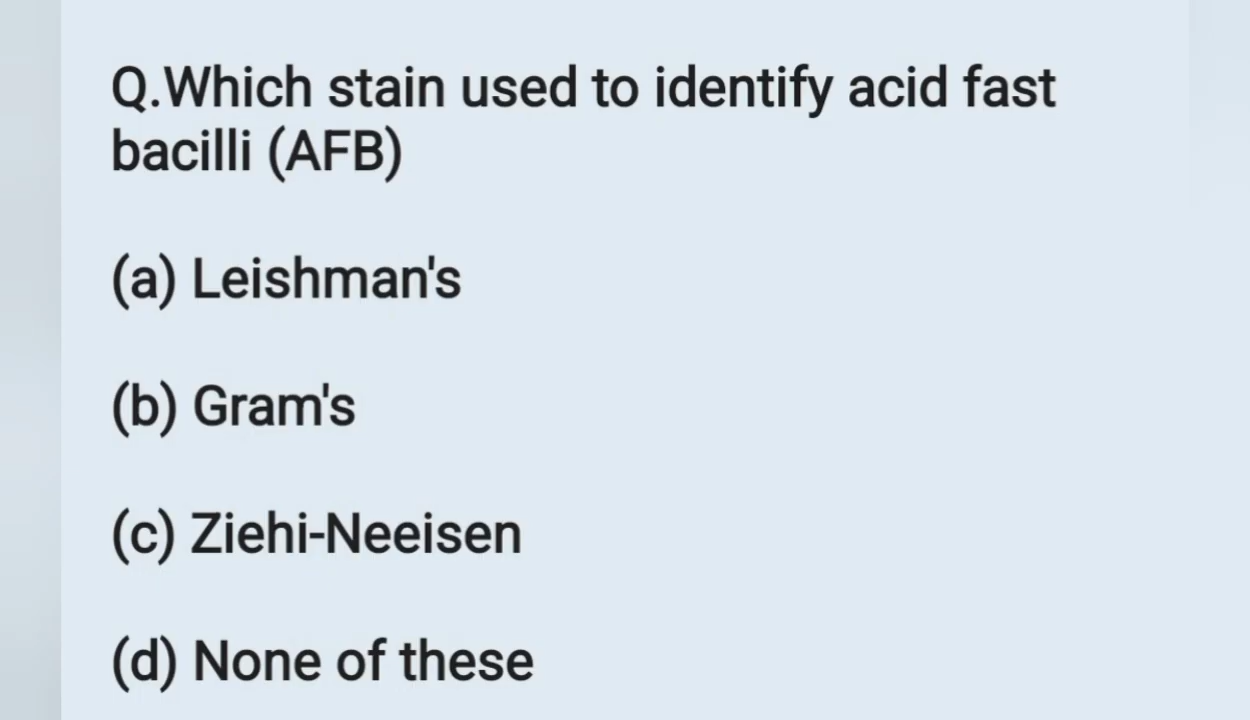 Q.Which stain used to identify acid fast
bacilli (AFB)
(a) Leishman's
(b) Gram's
(c) Ziehi-Neeisen
(d) None of these